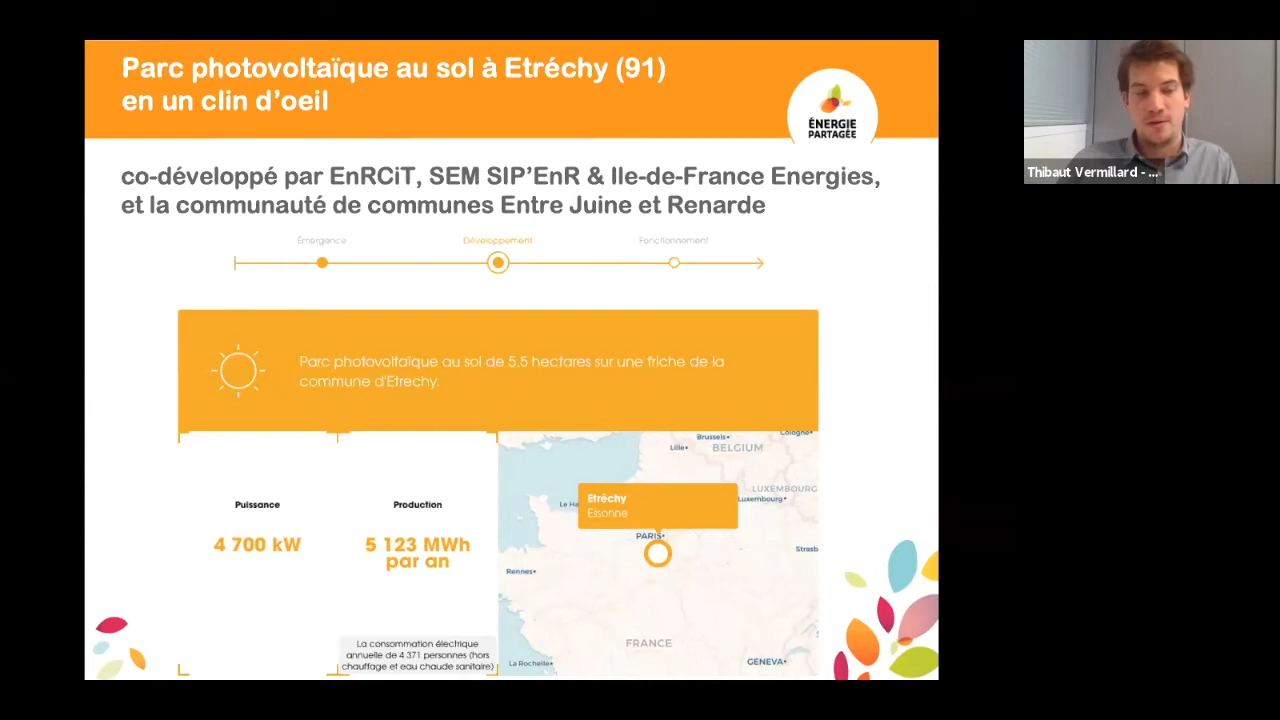 Parc photovoltaïque au sol à Etréchy (91)
en un clin d’oeil
ÉNERGIE
PARTAGÉE
Thibaut Vermillard - ...
co-développé par EnRCiT, SEM SIP’EnR & Ile-de-France Energies,
et la communauté de communes Entre Juine et Renarde
Émergence
Développement
Fonctionnement
Parc photovoltaïque au sol de 5,5 hectares sur une friche de la
commune d'Etrechy.
Puissance
4 700 kW
Production
5 123 MWh
par an
La consommation électrique
annuelle de 4 371 personnes (hors
chauffage et eau chaude sanitaire)
Brussels
Cologne
Lille
BELGIUM
LUXEMBOURG
Luxembourg
Le Ha
Etréchy
Essonne
PARIS
Strasb
Rennes
FRANCE
La Rochelle
GENEVA